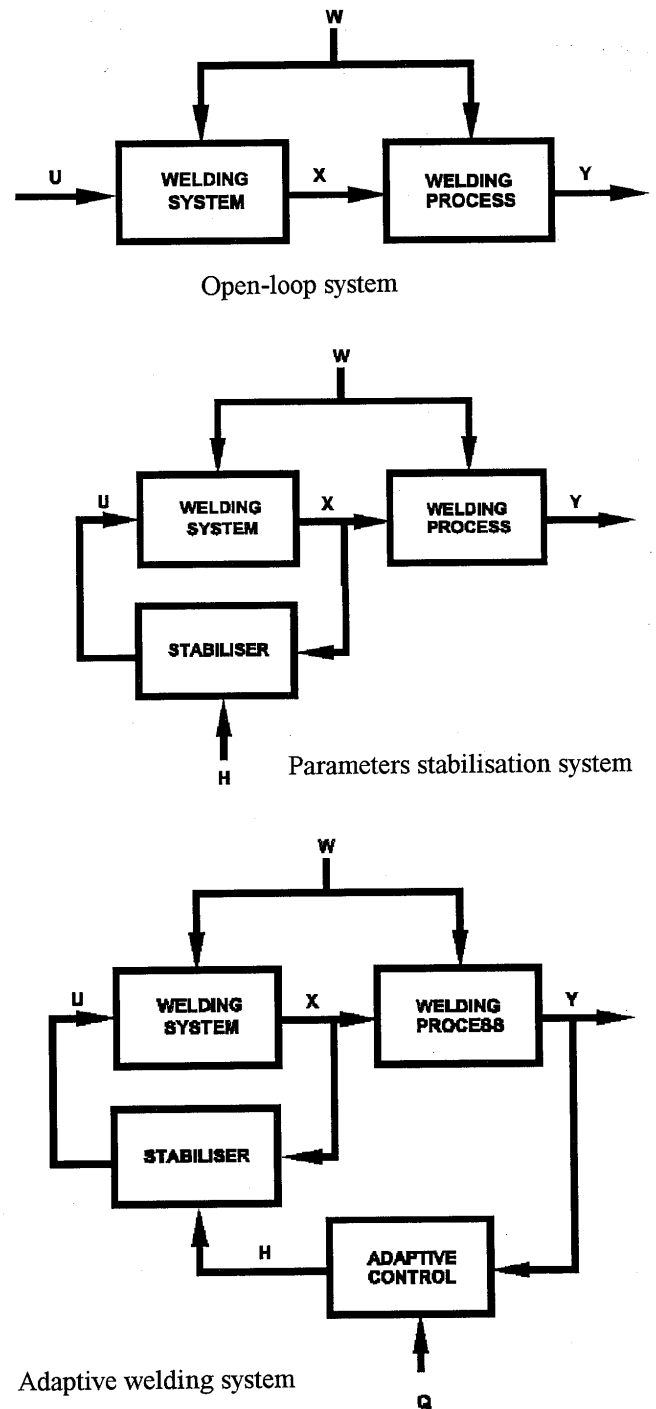 W
U
WELDING
SYSTEM
X
WELDING
PROCESS
Y
Open-loop system
W
U
WELDING
SYSTEM
X
WELDING
PROCESS
Y
STABILISER
H
Parameters stabilisation system
W
U
WELDING
SYSTEM
X
WELDING
PROCESS
Y
STABILISER
H
ADAPTIVE
CONTROL
Adaptive welding system
Q